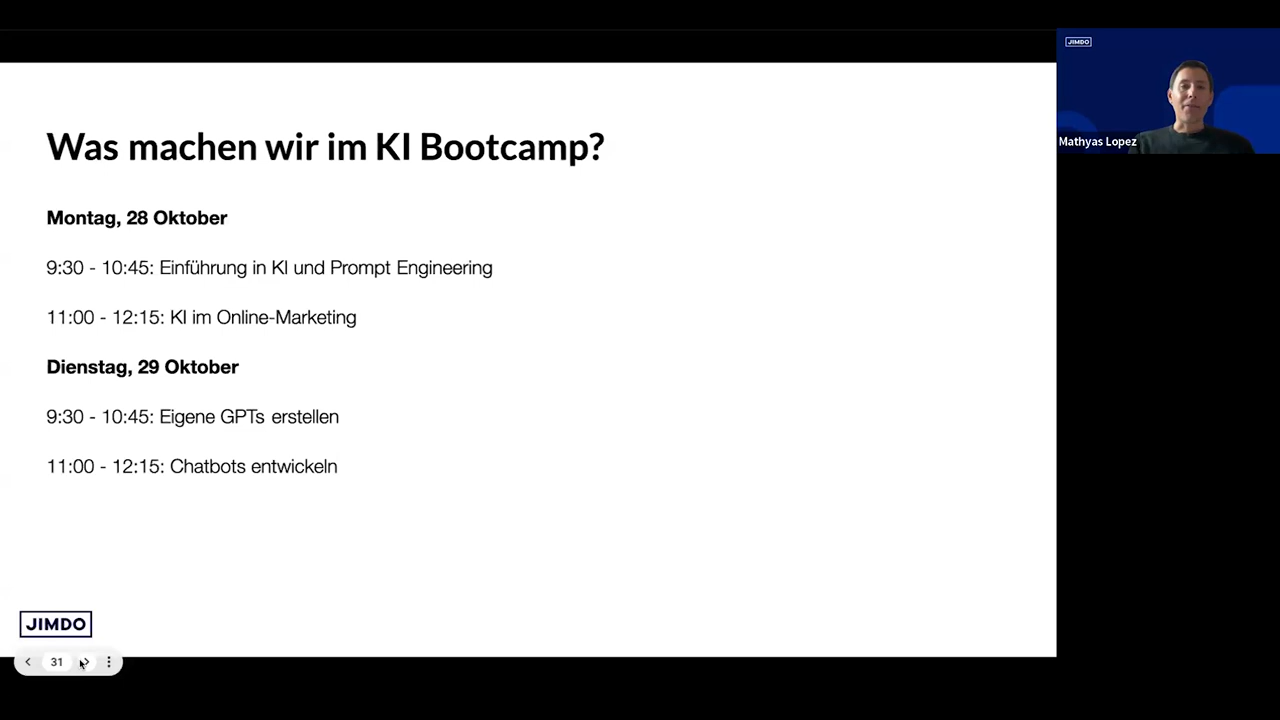 JIMDO
Mathyas Lopez
Was machen wir im KI Bootcamp?
Montag, 28 Oktober
9:30 - 10:45: Einführung in KI und Prompt Engineering
11:00 - 12:15: KI im Online-Marketing
Dienstag, 29 Oktober
9:30 - 10:45: Eigene GPTs erstellen
11:00 - 12:15: Chatbots entwickeln
JIMDO
31